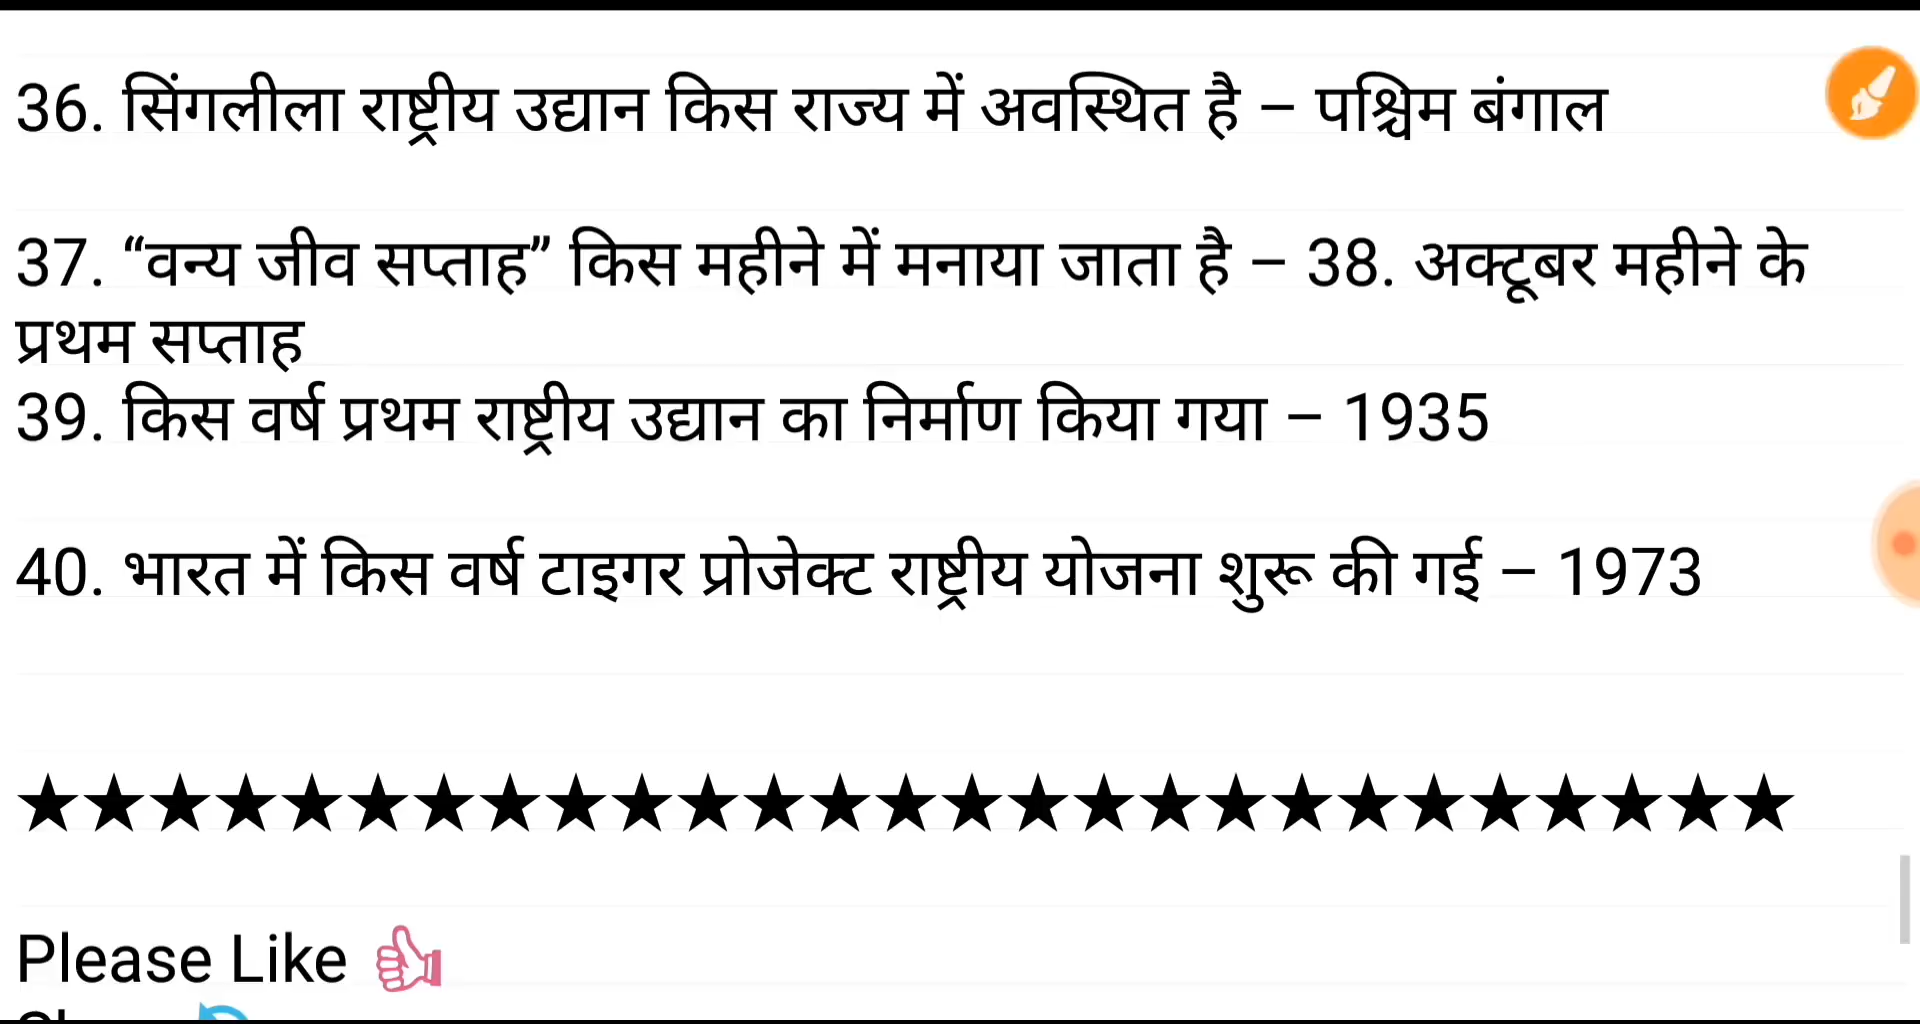 36. सिंगलीला राष्ट्रीय उद्यान किस राज्य में अवस्थित है – पश्चिम बंगाल
37. “वन्य जीव सप्ताह” किस महीने में मनाया जाता है – 38. अक्टूबर महीने के
प्रथम सप्ताह
39. किस वर्ष प्रथम राष्ट्रीय उद्यान का निर्माण किया गया – 1935
40. भारत में किस वर्ष टाइगर प्रोजेक्ट राष्ट्रीय योजना शुरू की गई – 1973
★★★★★★★★★★★★★★★★★★★★★★★★★★★
Please Like 👍